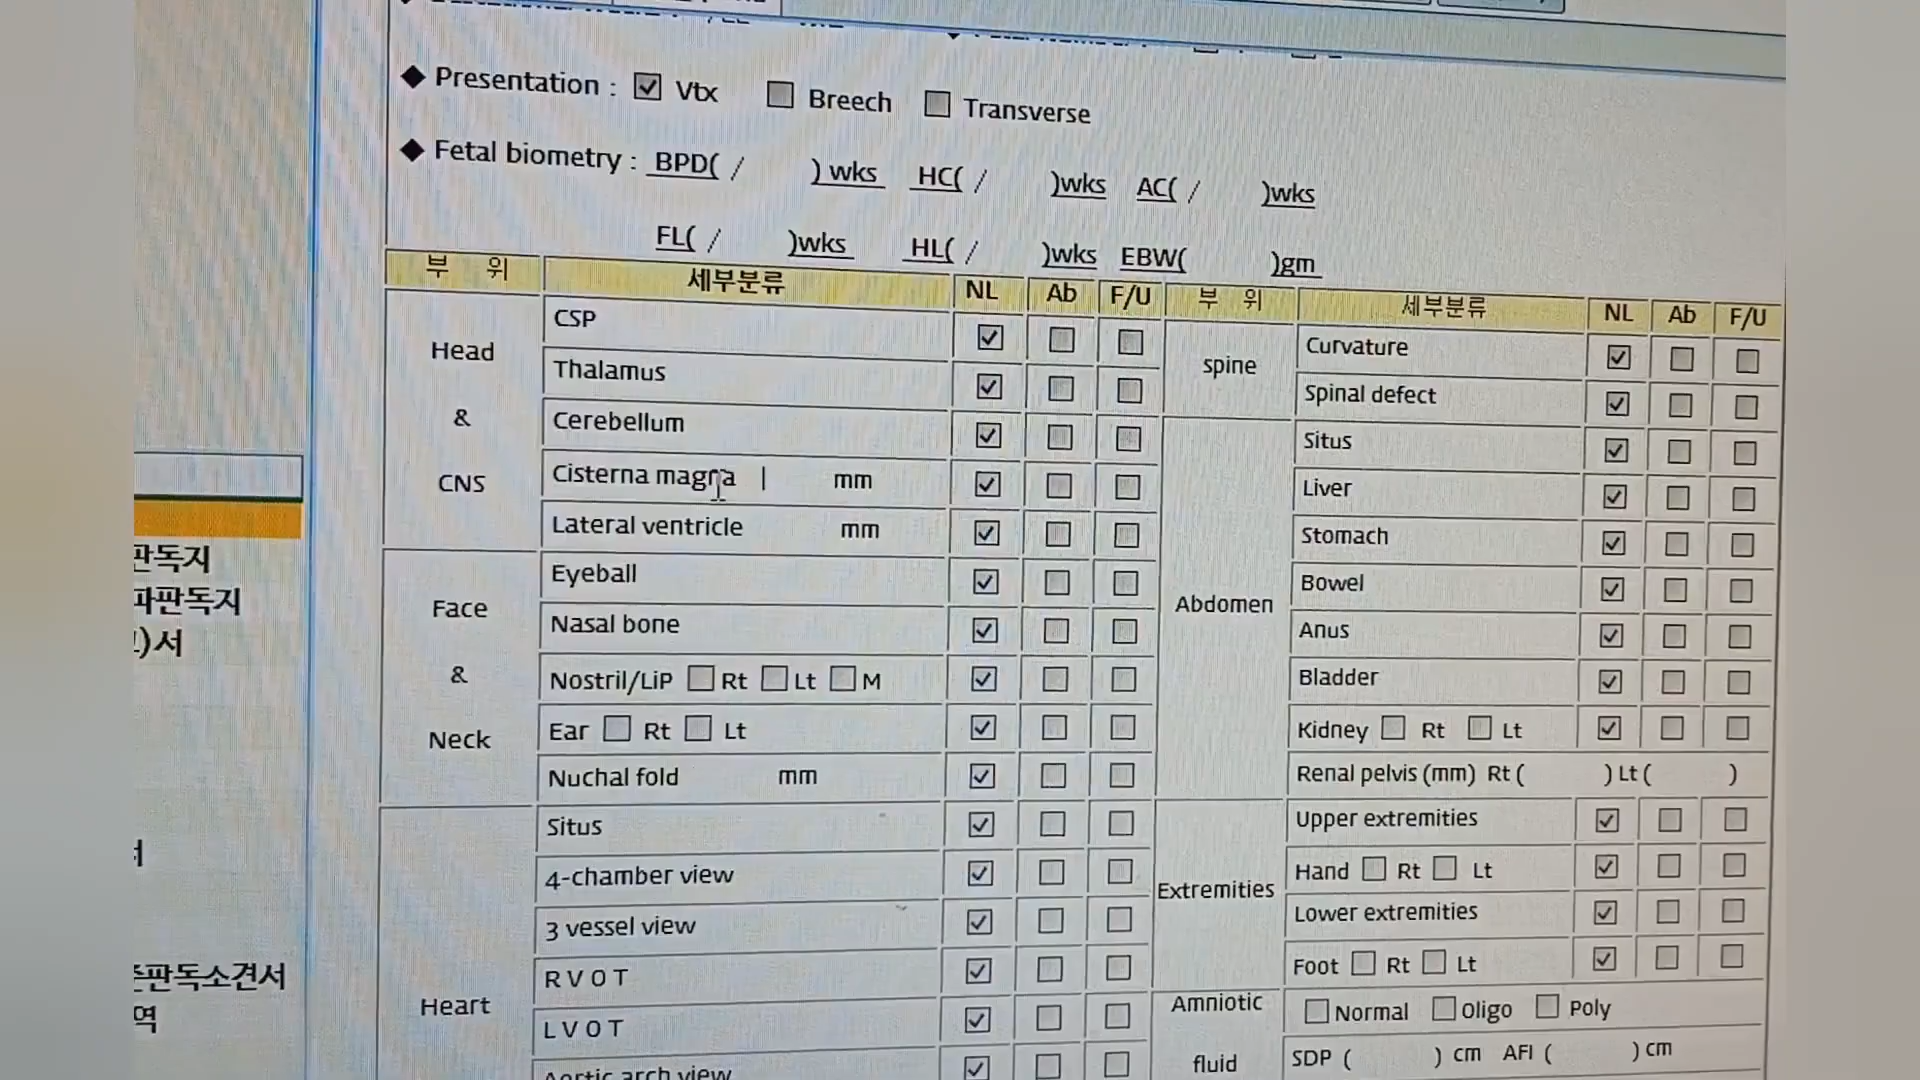 ◆ Presentation : Vtx Breech Transverse
◆ Fetal biometry : BPD( / ) wks HC( / )wks AC( / )wks
FL( / )wks HL( / )wks EBW( )gm
부 위 세부분류 NL Ab F/U 부 위 세부분류 NL Ab F/U
Head
&
CNS
CSP
Thalamus
Cerebellum
Cisterna magna mm
Lateral ventricle mm
Face
&
Neck
Eyeball
Nasal bone
Nostril/LiP Rt Lt M
Ear Rt Lt
Nuchal fold mm
Heart
Situs
4-chamber view
3 vessel view
R V O T
L V O T
Aortic arch view
spine
Curvature
Spinal defect
Abdomen
Situs
Liver
Stomach
Bowel
Anus
Bladder
Kidney Rt Lt
Renal pelvis (mm) Rt ( ) Lt ( )
Extremities
Upper extremities
Hand Rt Lt
Lower extremities
Foot Rt Lt
Amniotic
fluid
Normal Oligo Poly
SDP ( ) cm AFI ( ) cm
판독지
파판독지
)서
판독소견서
역